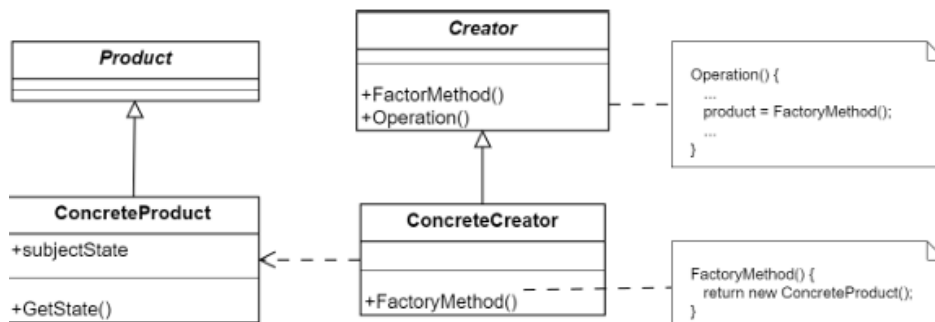 Product
Creator
+FactorMethod()
+Operation()
Operation() {
...
product = FactoryMethod();
...
}
ConcreteProduct
+subjectState
+GetState()
ConcreteCreator
+FactoryMethod()
FactoryMethod() {
return new ConcreteProduct();
}